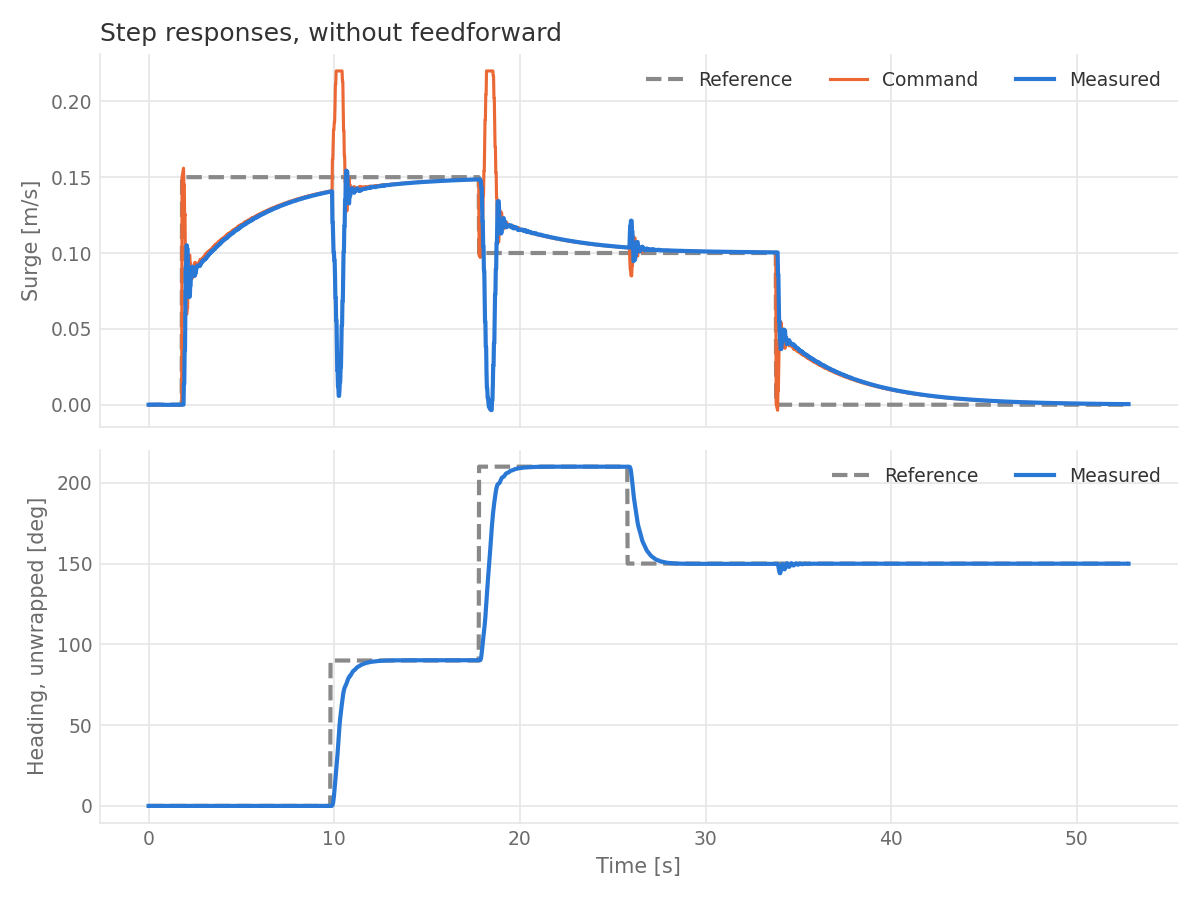 Step responses, without feedforward
Reference Command Measured
Surge [m/s]
0.20
0.15
0.10
0.05
0.00
Reference Measured
Heading, unwrapped [deg]
200
150
100
50
0
0 10 20 30 40 50
Time [s]